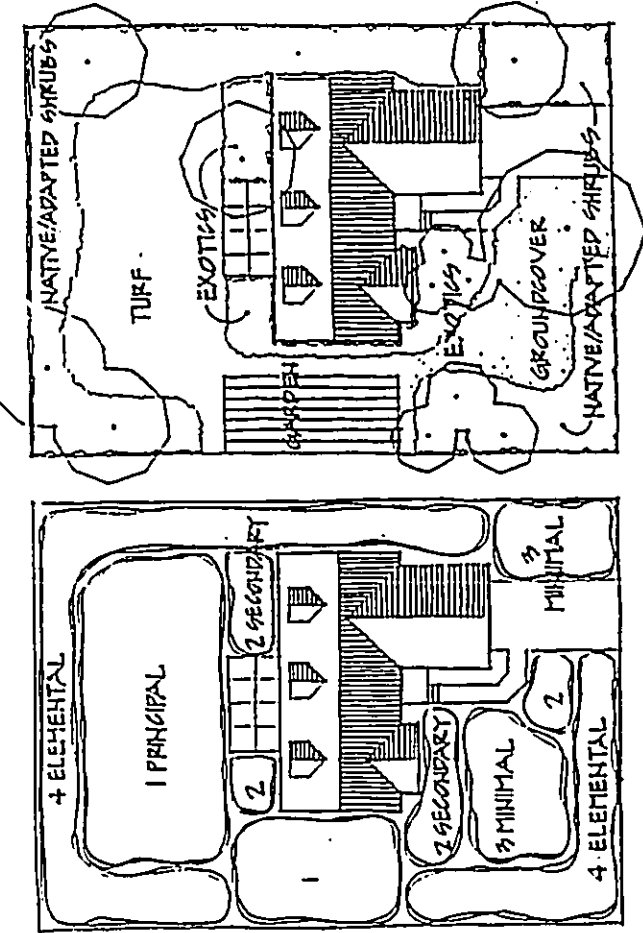 NATIVE/ADAPTED SHRUBS
TURF
EXOTICS
GARDEN
EXOTICS
GROUNDCOVER
NATIVE/ADAPTED SHRUBS
4 ELEMENTAL
1 PRINCIPAL
2 SECONDARY
2
1
2 SECONDARY
3 MINIMAL
2
3 MINIMAL
4 ELEMENTAL